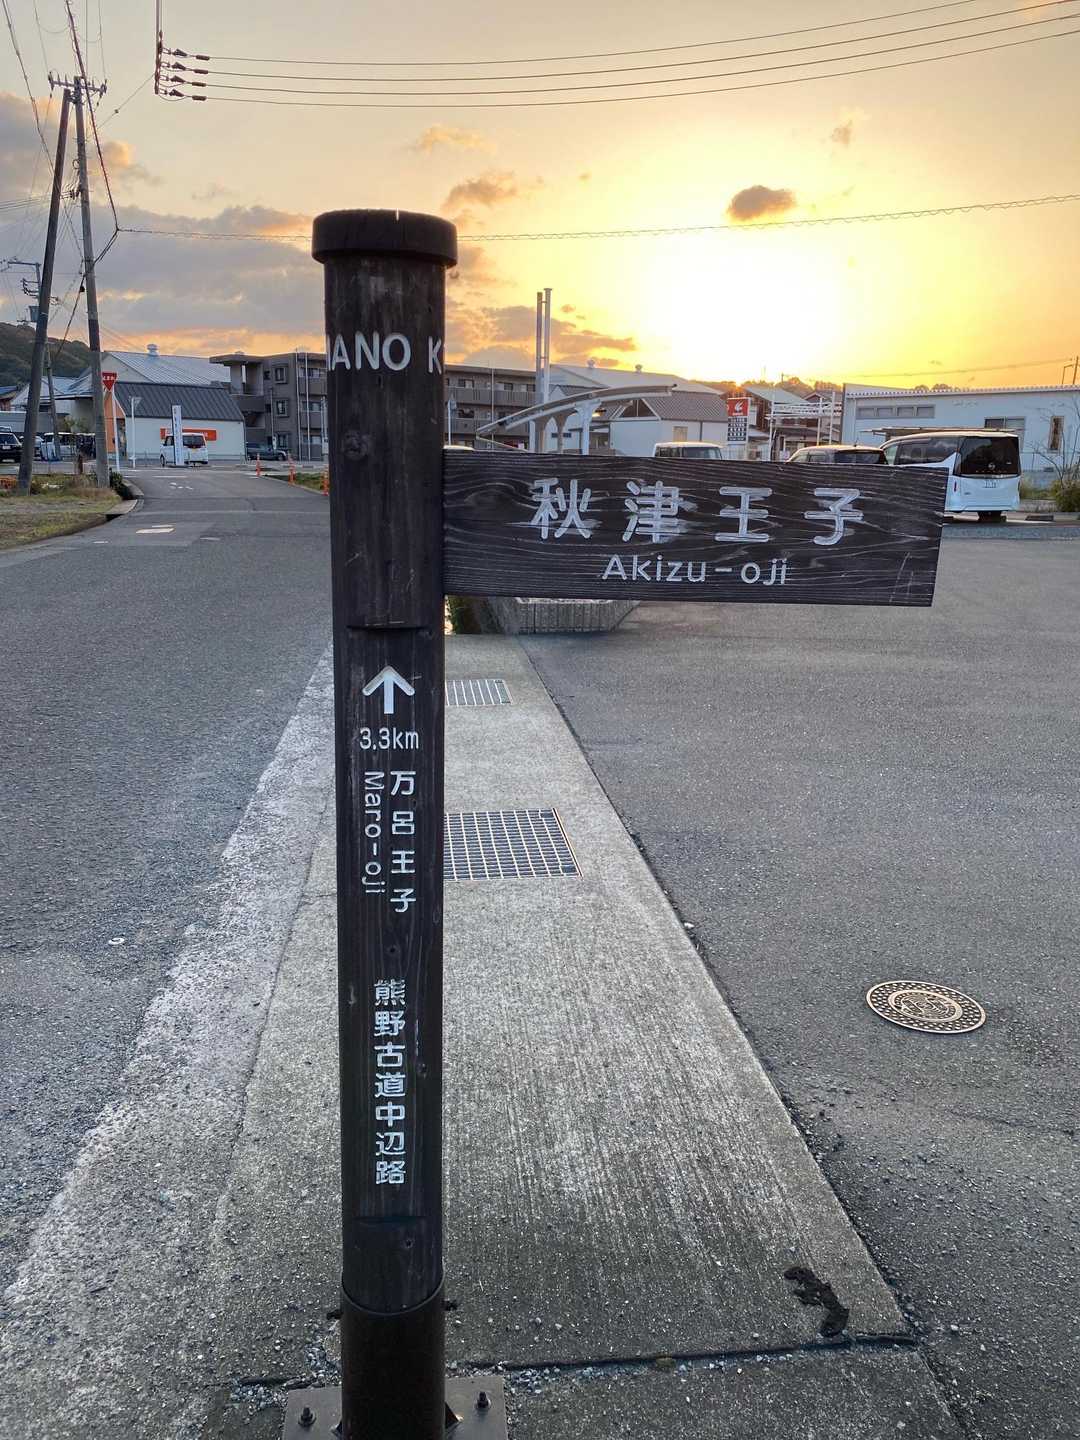 ANO K
秋津王子
Akizu-oji
3.3km
万呂王子
Maro-oji
熊野古道中辺路